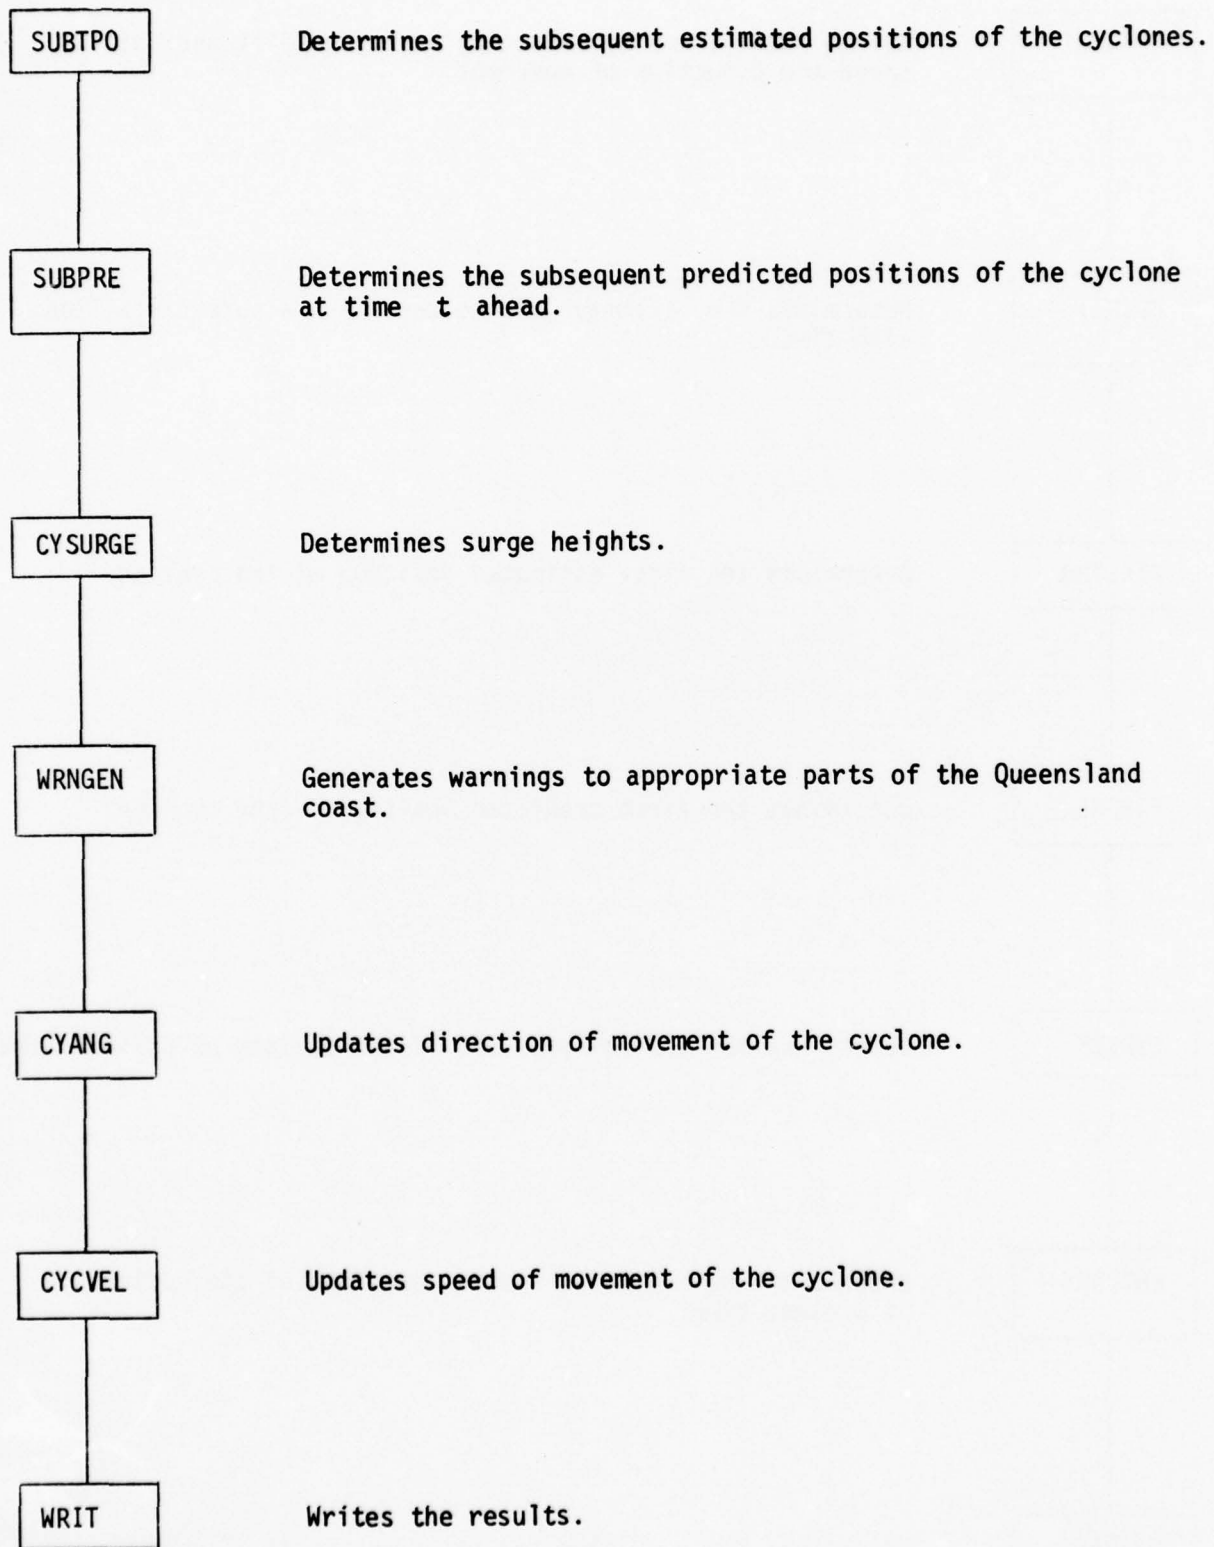 SUBTPO
Determines the subsequent estimated positions of the cyclones.
SUBPRE
Determines the subsequent predicted positions of the cyclone
at time t ahead.
CYSURGE
Determines surge heights.
WRNGEN
Generates warnings to appropriate parts of the Queensland
coast.
CYANG
Updates direction of movement of the cyclone.
CYCVEL
Updates speed of movement of the cyclone.
WRIT
Writes the results.